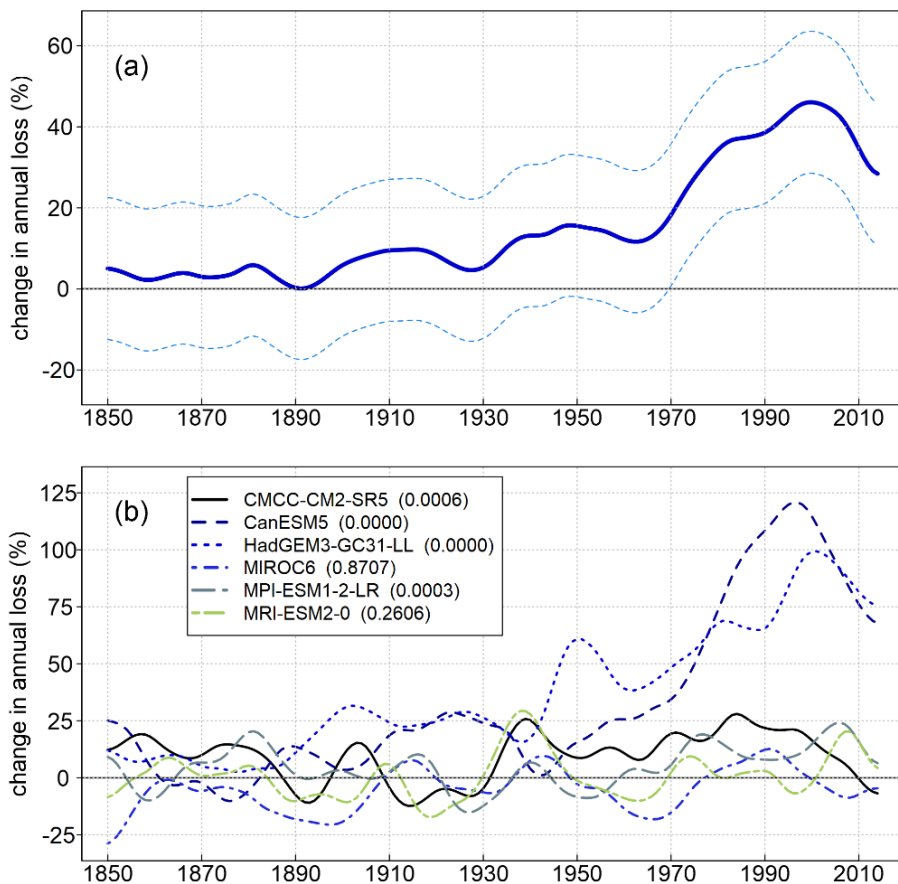 (a)
change in annual loss (%)
60
40
20
0
-20
1850 1870 1890 1910 1930 1950 1970 1990 2010
(b)
change in annual loss (%)
125
100
75
50
25
0
-25
CMCC-CM2-SR5 (0.0006)
CanESM5 (0.0000)
HadGEM3-GC31-LL (0.0000)
MIROC6 (0.8707)
MPI-ESM1-2-LR (0.0003)
MRI-ESM2-0 (0.2606)
1850 1870 1890 1910 1930 1950 1970 1990 2010